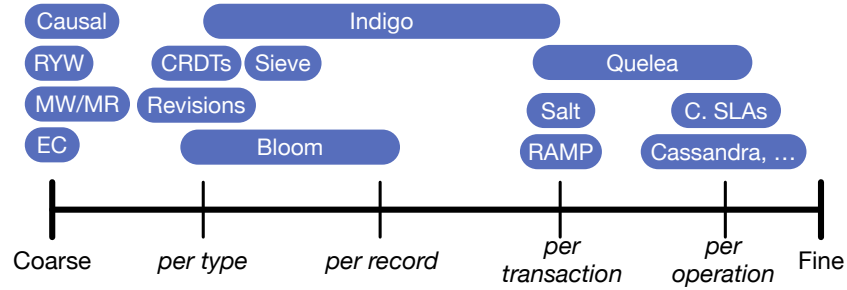 Causal Indigo
RYW CRDTs Sieve Quelea
MW/MR Revisions Salt C. SLAs
EC Bloom RAMP Cassandra, …
Coarse per type per record per transaction per operation Fine